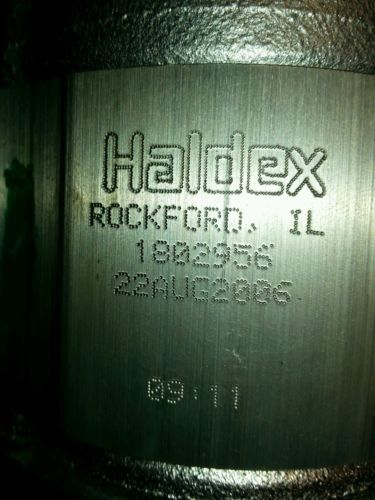 Haldex
ROCKFORD, IL
1802956
22AUG2006
09:11